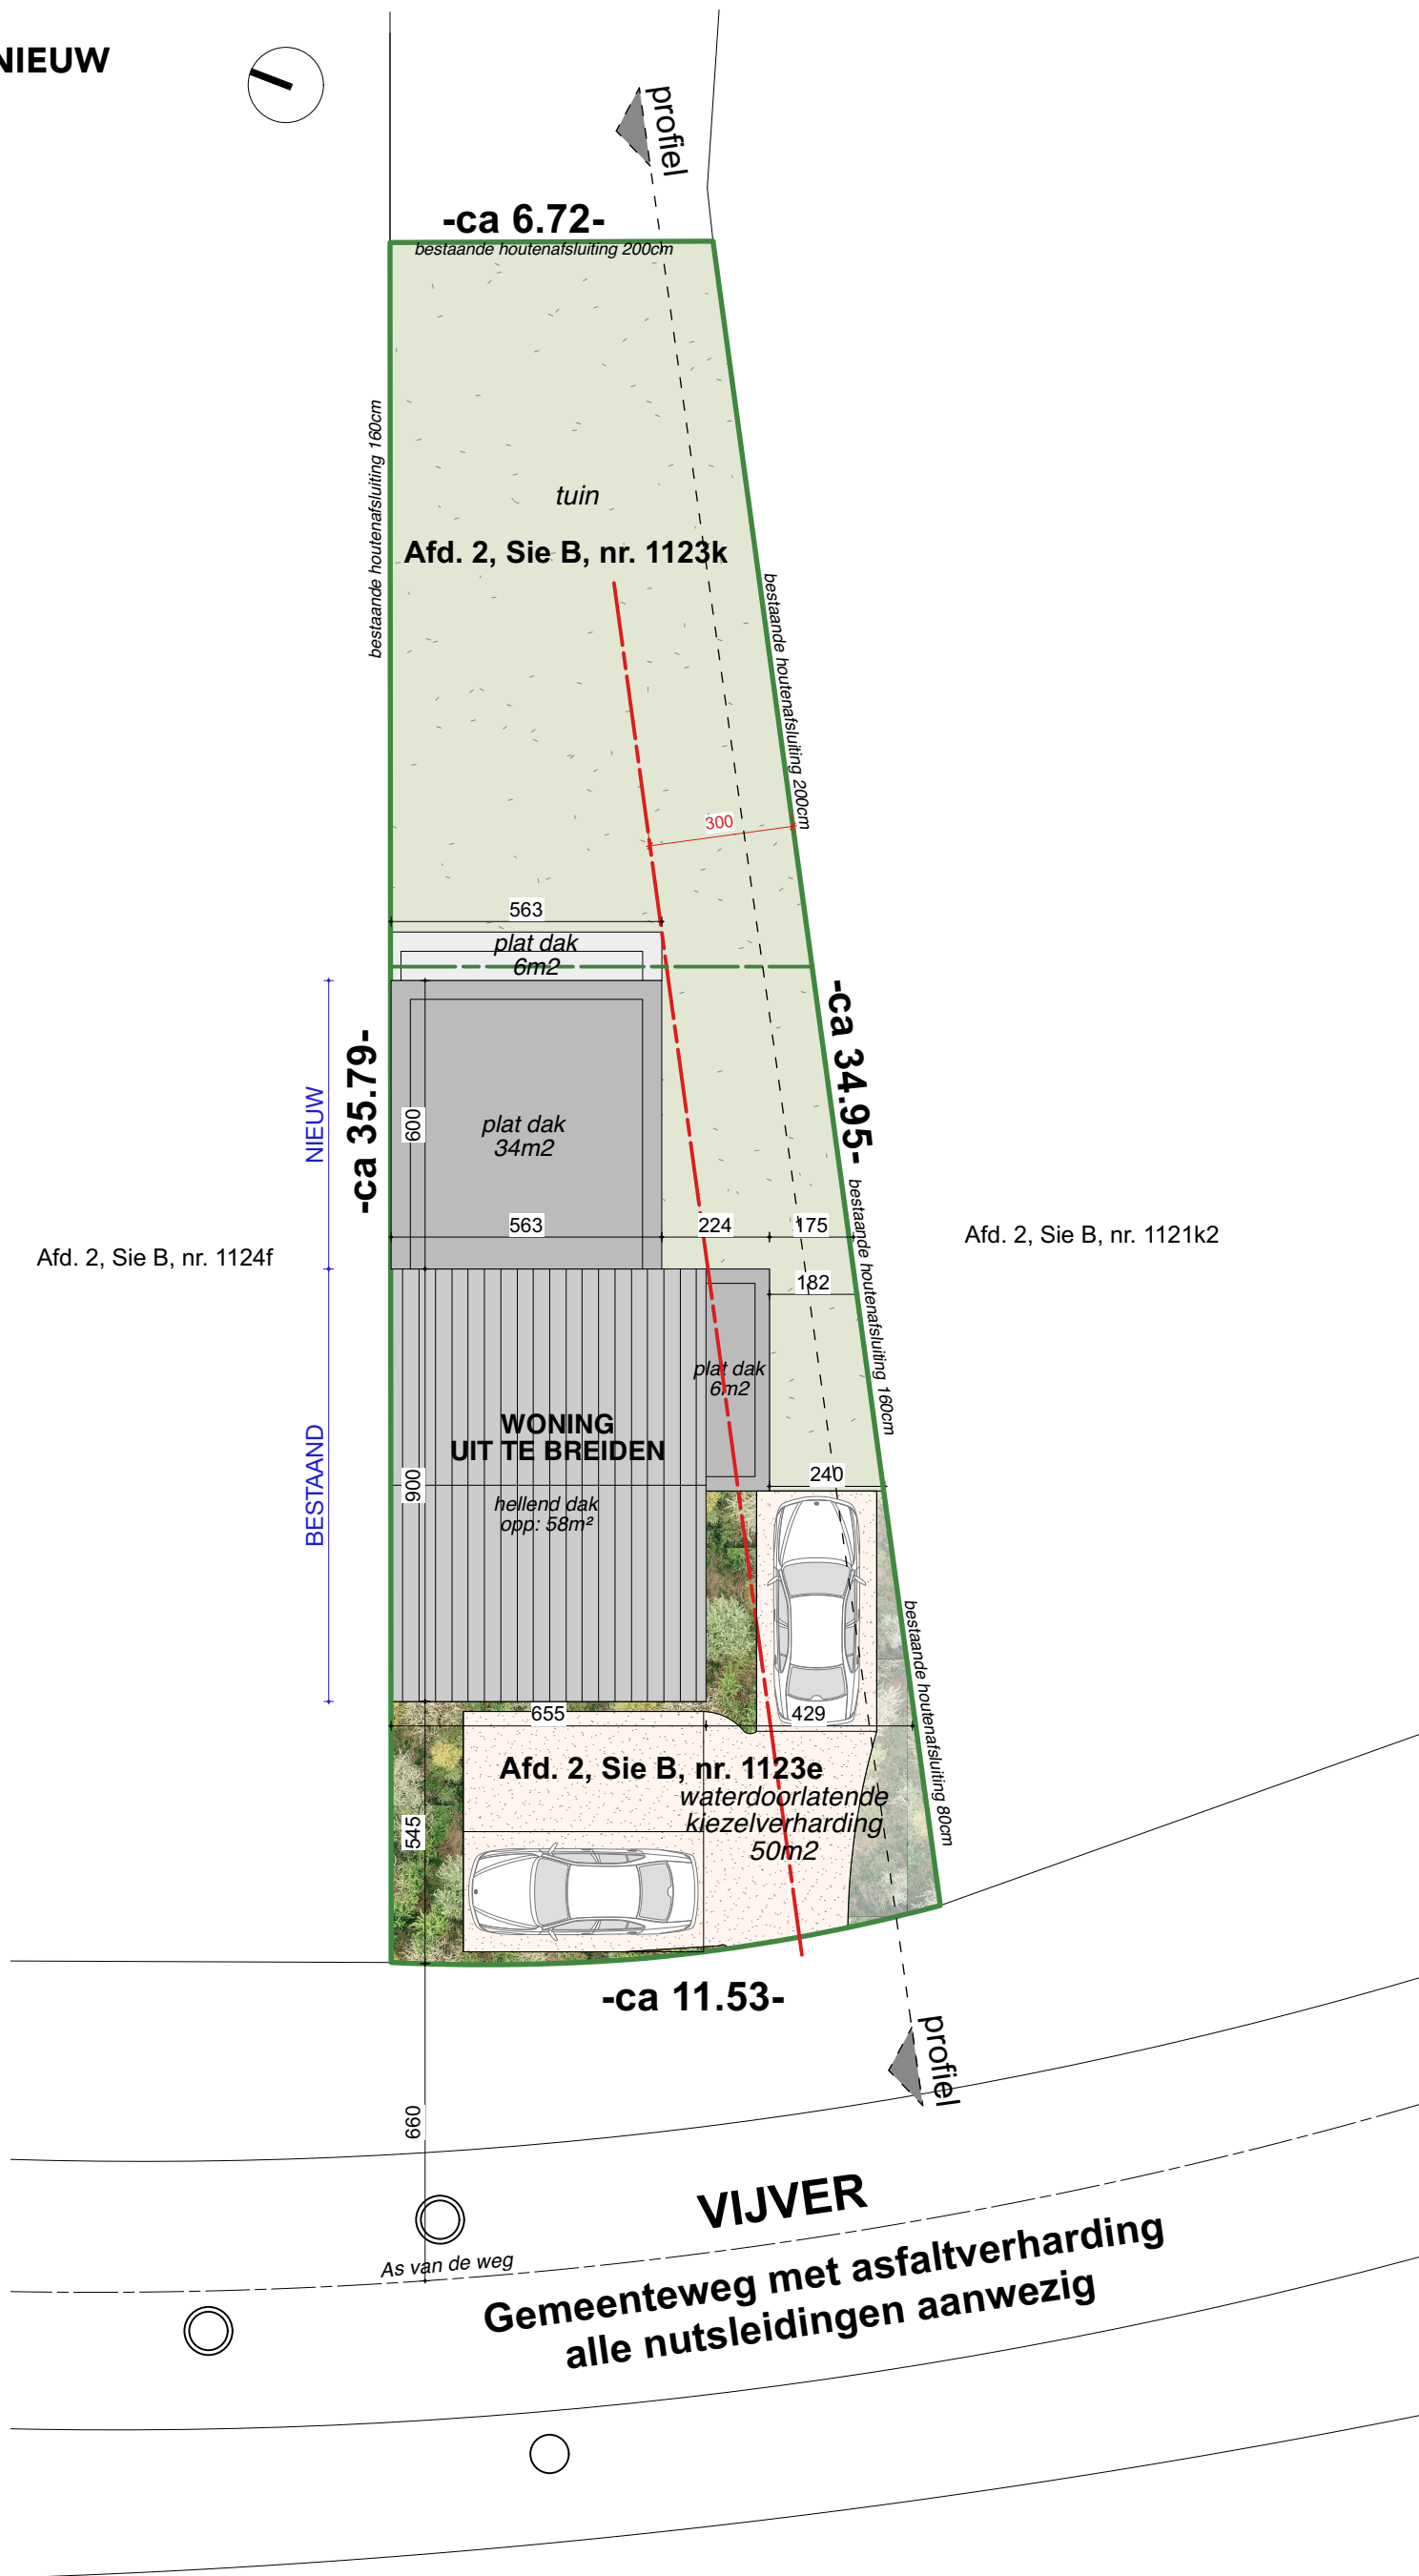 NIEUW
profiel
-ca 6.72-
bestaande houtenafsluiting 200cm
bestaande houtenafsluiting 160cm
tuin
Afd. 2, Sie B, nr. 1123k
bestaande houtenafsluiting 200cm
300
563
plat dak
6m2
-ca 35.79-
-ca 34.95-
NIEUW
600
plat dak
34m2
563
224
175
bestaande houtenafsluiting 160cm
Afd. 2, Sie B, nr. 1124f
Afd. 2, Sie B, nr. 1121k2
182
plat dak
6m2
BESTAAND
WONING
UIT TE BREIDEN
900
240
hellend dak
opp: 58m²
bestaande houtenafsluiting 80cm
655
429
Afd. 2, Sie B, nr. 1123e
waterdoorlatende
kiezelverharding
50m2
545
-ca 11.53-
profiel
660
VIJVER
As van de weg
Gemeenteweg met asfaltverharding
alle nutsleidingen aanwezig